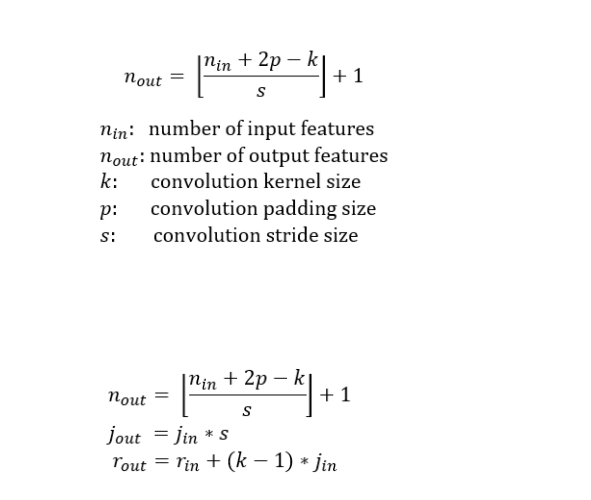 n_out = ⌊(n_in + 2p − k)/s⌋ + 1
n_in: number of input features
n_out: number of output features
k: convolution kernel size
p: convolution padding size
s: convolution stride size
n_out = ⌊(n_in + 2p − k)/s⌋ + 1
j_out = j_in * s
r_out = r_in + (k − 1) * j_in